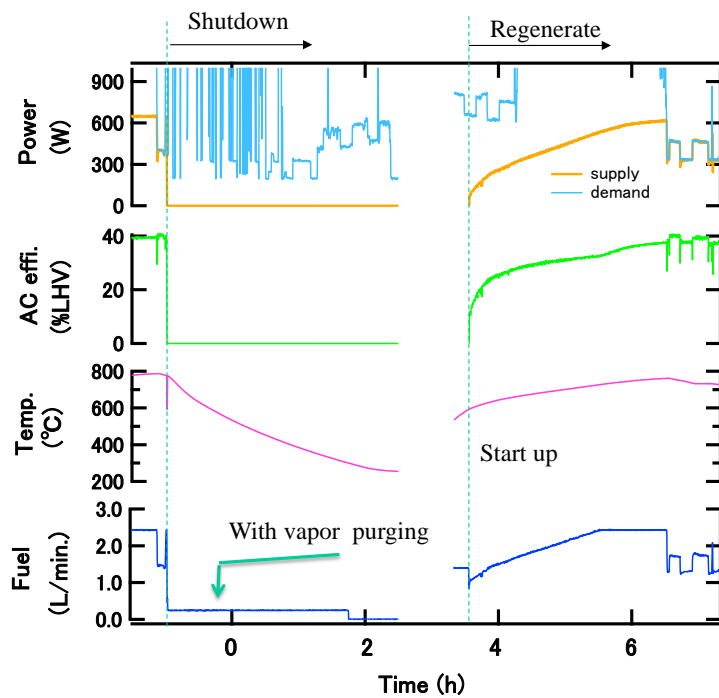 Shutdown
Regenerate
900
600
300
0
Power
(W)
supply
demand
40
20
0
AC effi.
(%LHV)
800
600
400
200
Temp.
(℃)
Start up
3.0
2.0
1.0
0.0
Fuel
(L/min.)
With vapor purging
0 2 4 6
Time (h)